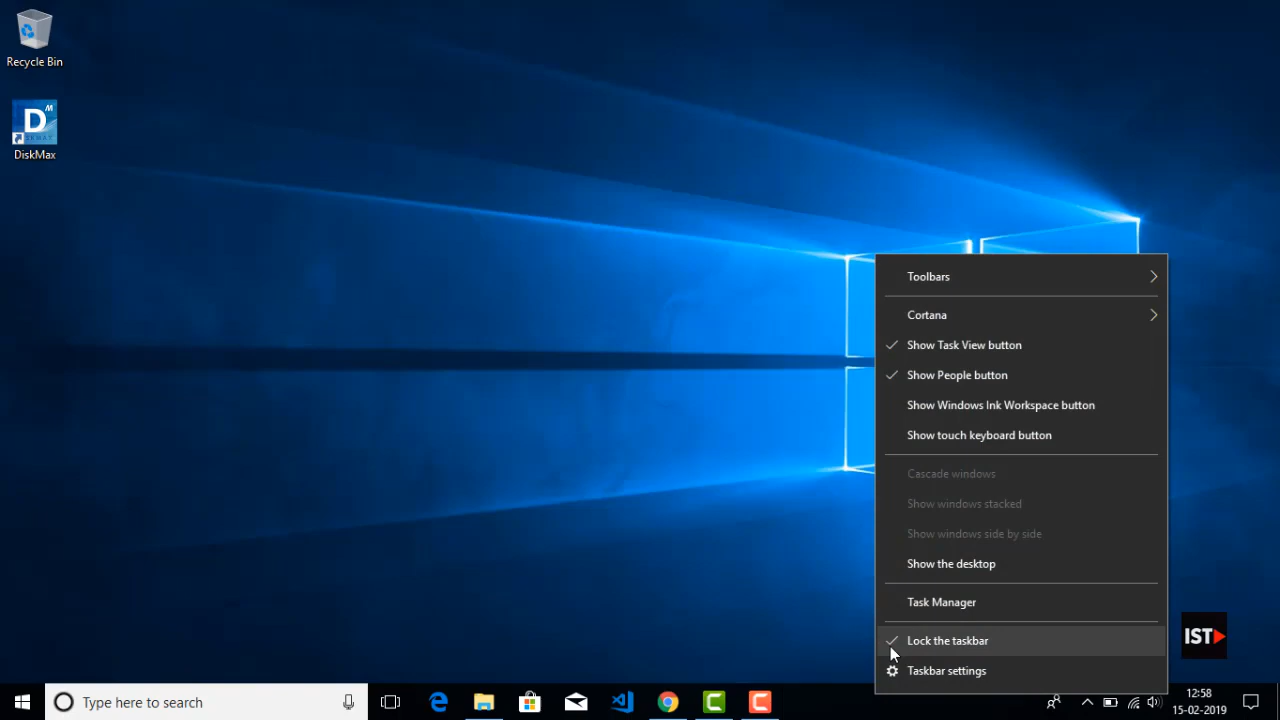 Recycle Bin
D
M
DiskMax
Toolbars
Cortana
Show Task View button
Show People button
Show Windows Ink Workspace button
Show touch keyboard button
Cascade windows
Show windows stacked
Show windows side by side
Show the desktop
Task Manager
Lock the taskbar
Taskbar settings
IST
Type here to search
12:58
15-02-2019